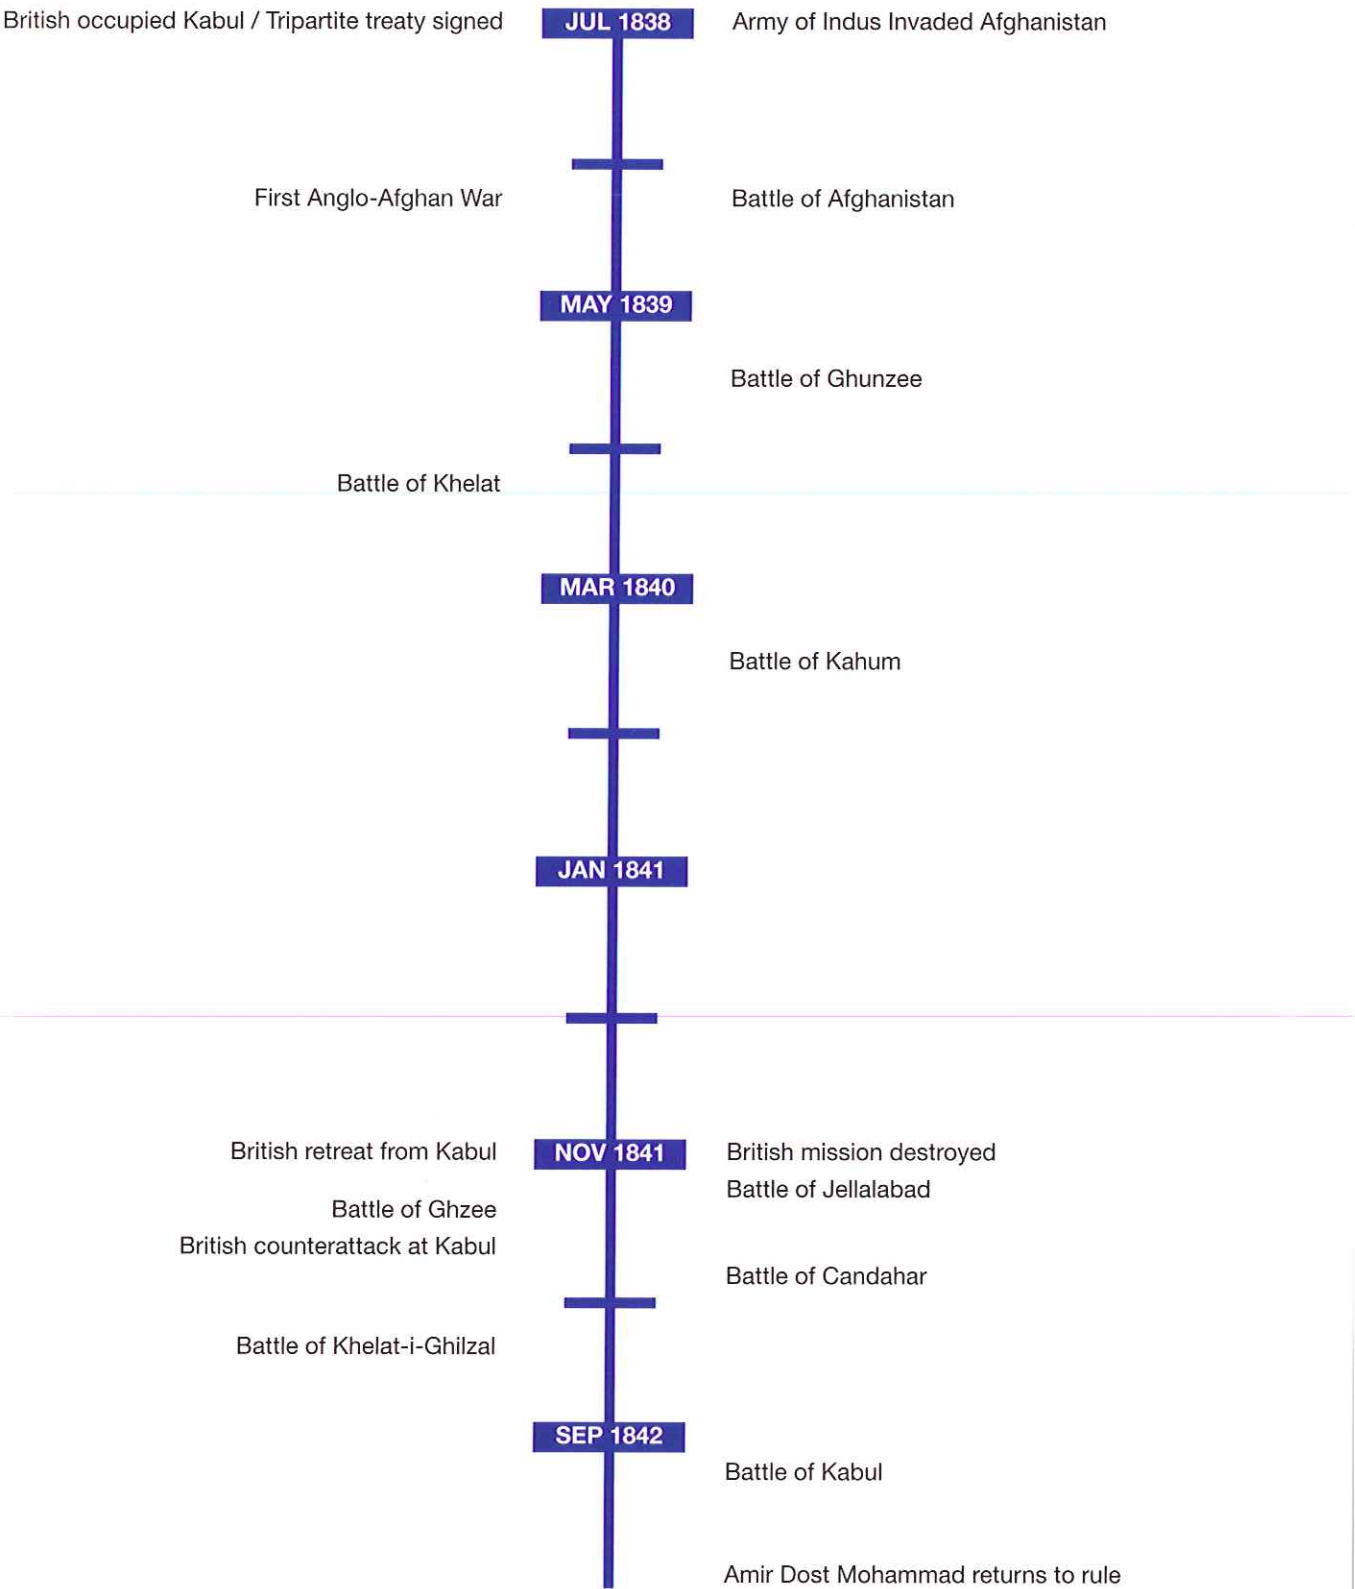 British occupied Kabul / Tripartite treaty signed
JUL 1838
Army of Indus Invaded Afghanistan
First Anglo-Afghan War
Battle of Afghanistan
MAY 1839
Battle of Ghunzee
Battle of Khelat
MAR 1840
Battle of Kahum
JAN 1841
British retreat from Kabul
NOV 1841
British mission destroyed
Battle of Jellalabad
Battle of Ghzee
British counterattack at Kabul
Battle of Candahar
Battle of Khelat-i-Ghilzal
SEP 1842
Battle of Kabul
Amir Dost Mohammad returns to rule